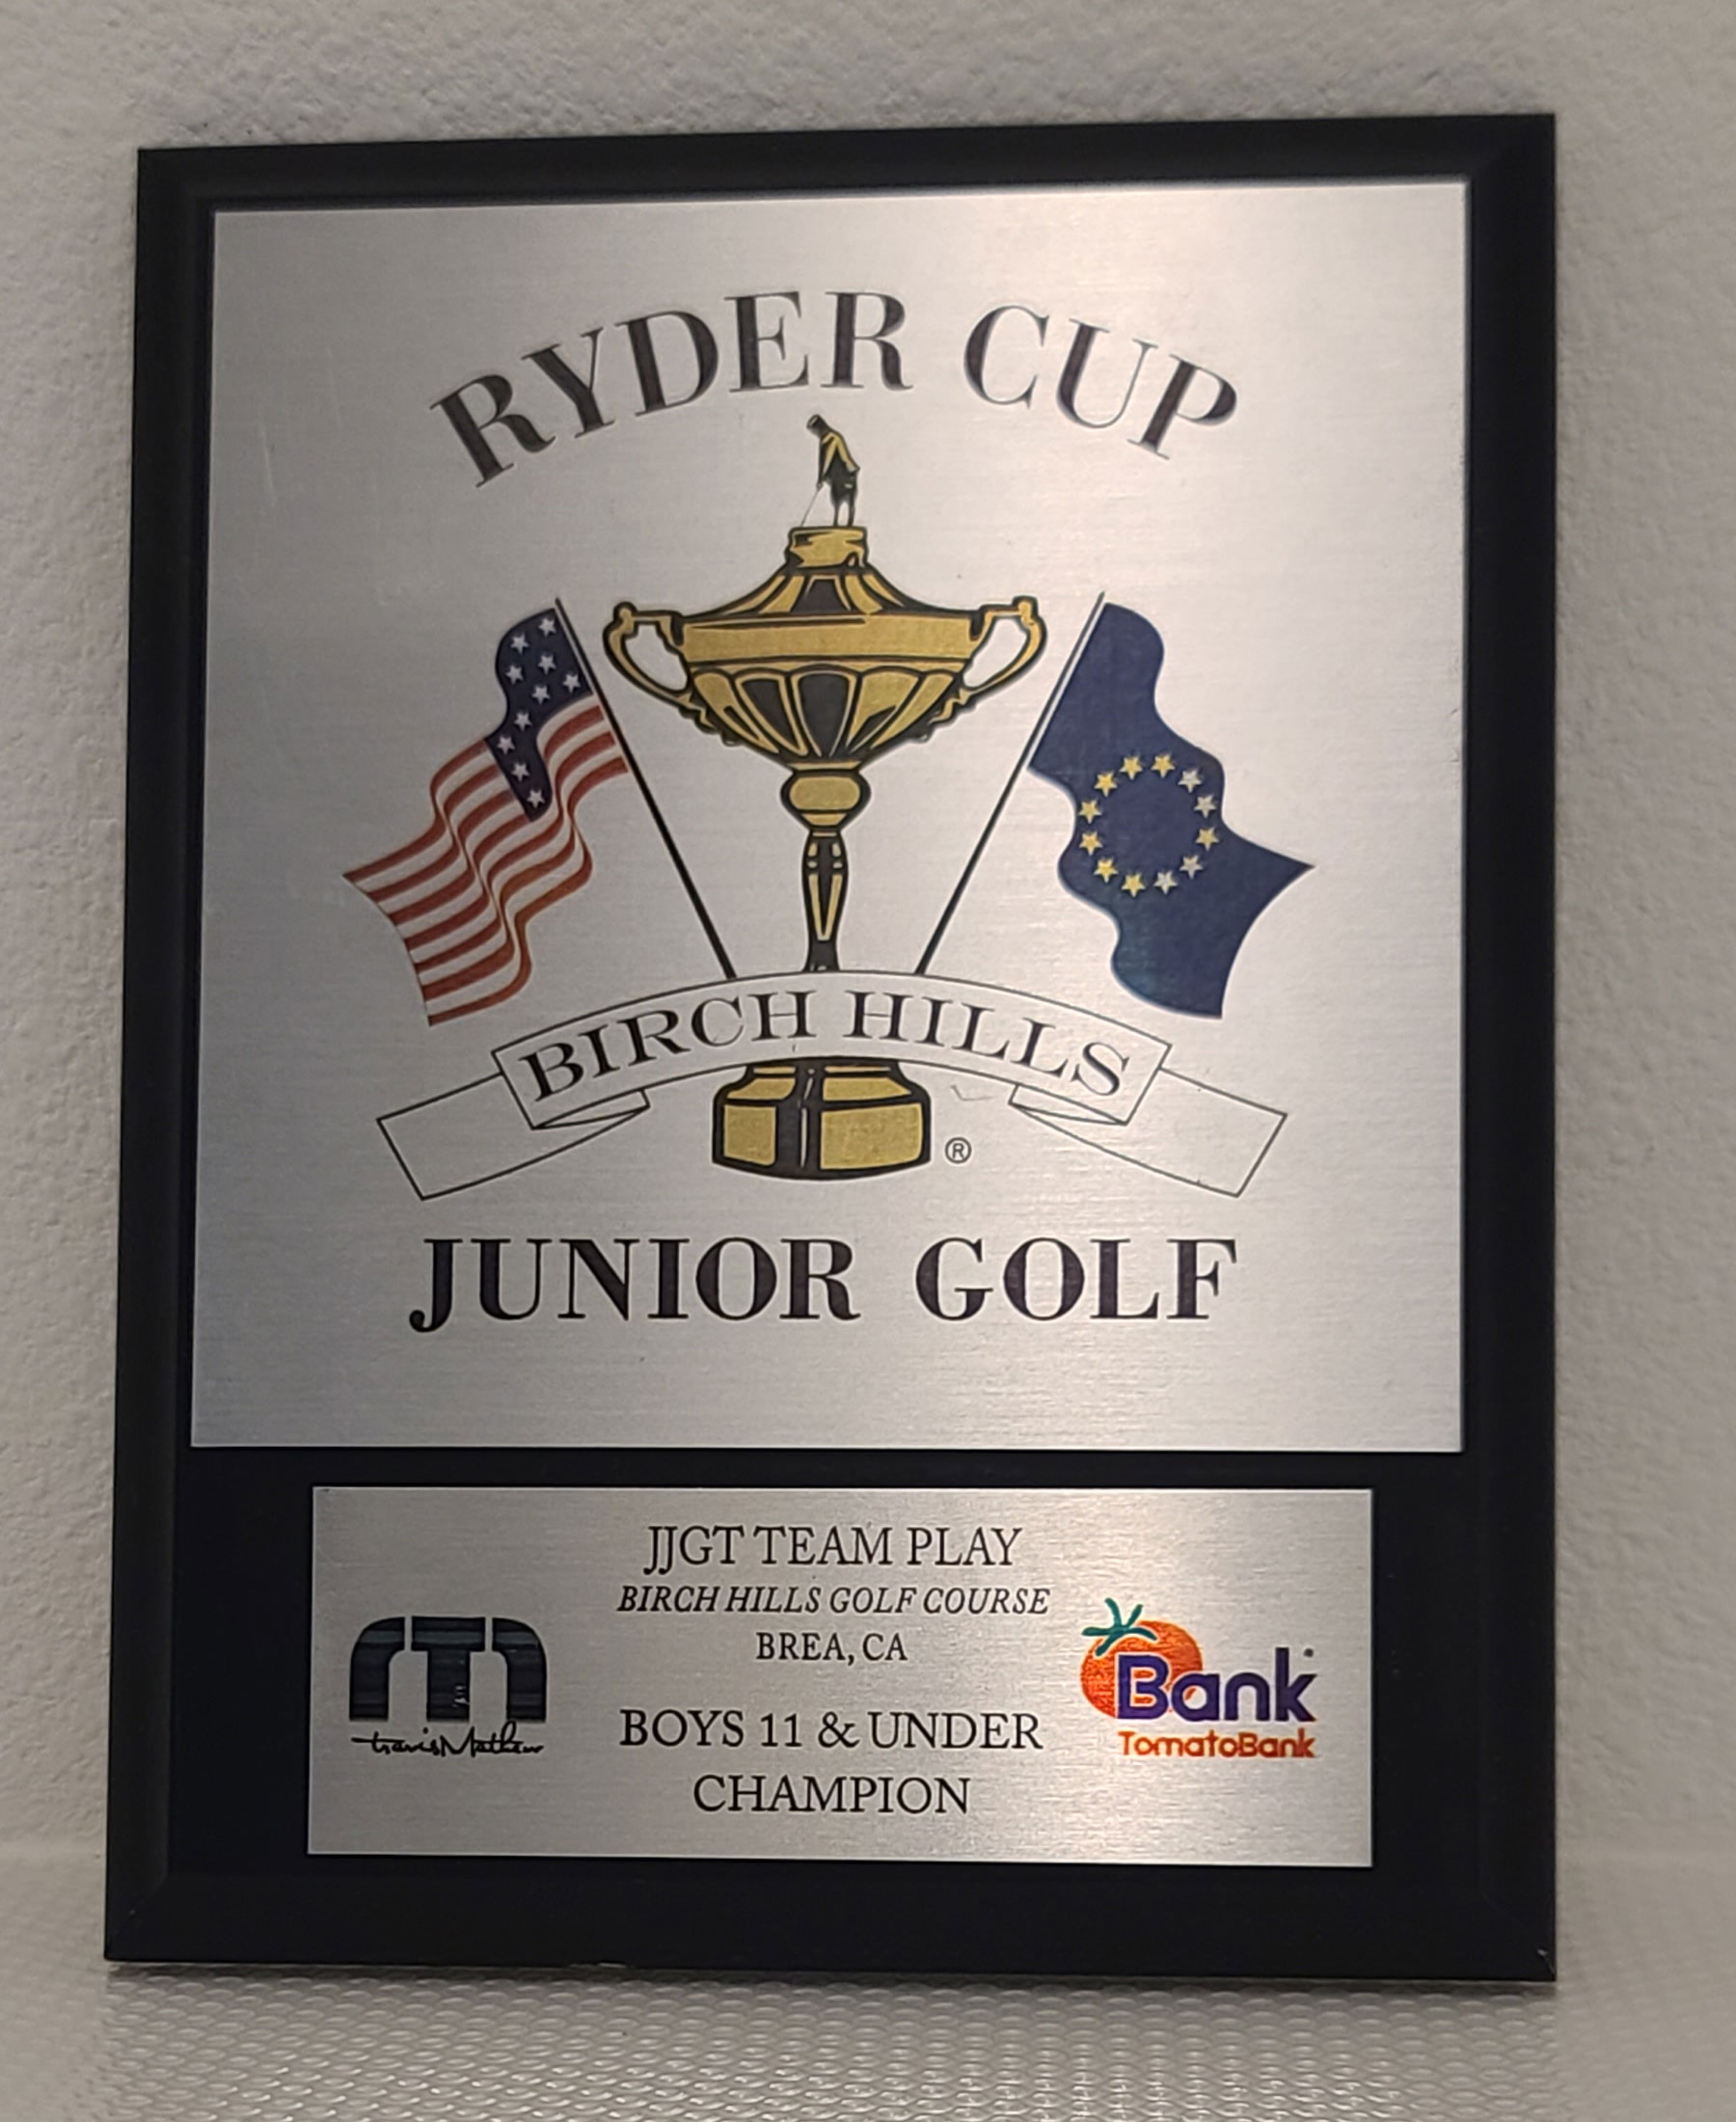 RYDER CUP
BIRCH HILLS
®
JUNIOR GOLF
JJGT TEAM PLAY
BIRCH HILLS GOLF COURSE
BREA, CA
BOYS 11 & UNDER
CHAMPION
travisMathew
Bank
TomatoBank